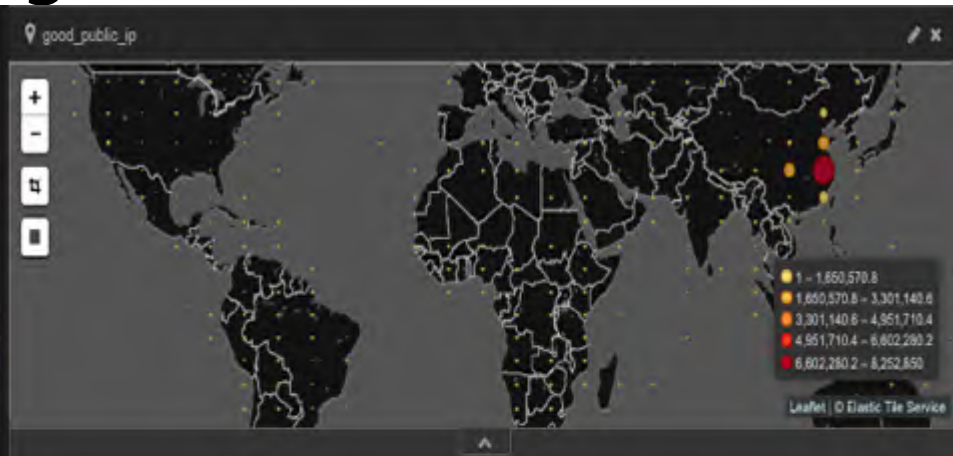 good_public_ip
+
−
1 – 1,650,570.8
1,650,570.8 – 3,301,140.6
3,301,140.6 – 4,951,710.4
4,951,710.4 – 6,602,280.2
6,602,280.2 – 8,252,850
Leaflet | © Elastic Tile Service